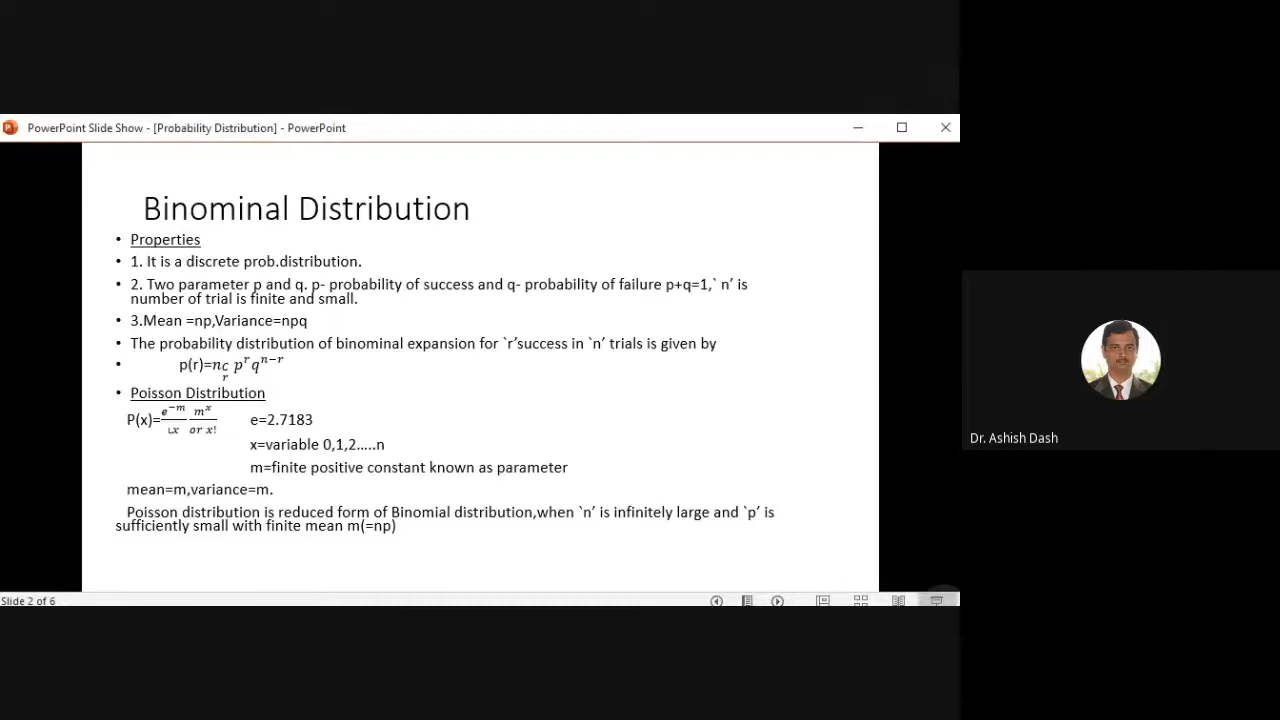 PowerPoint Slide Show - [Probability Distribution] - PowerPoint
Binominal Distribution
• Properties
• 1. It is a discrete prob.distribution.
• 2. Two parameter p and q. p- probability of success and q- probability of failure p+q=1,` n’ is
number of trial is finite and small.
• 3.Mean =np,Variance=npq
• The probability distribution of binominal expansion for `r’success in `n’ trials is given by
• p(r)=n C r p^r q^{n−r}
• Poisson Distribution
P(x)= e^{−m}/⌞x m^x/or x! e=2.7183
x=variable 0,1,2.....n
m=finite positive constant known as parameter
mean=m,variance=m.
Poisson distribution is reduced form of Binomial distribution,when `n’ is infinitely large and `p’ is
sufficiently small with finite mean m(=np)
Slide 2 of 6
Dr. Ashish Dash